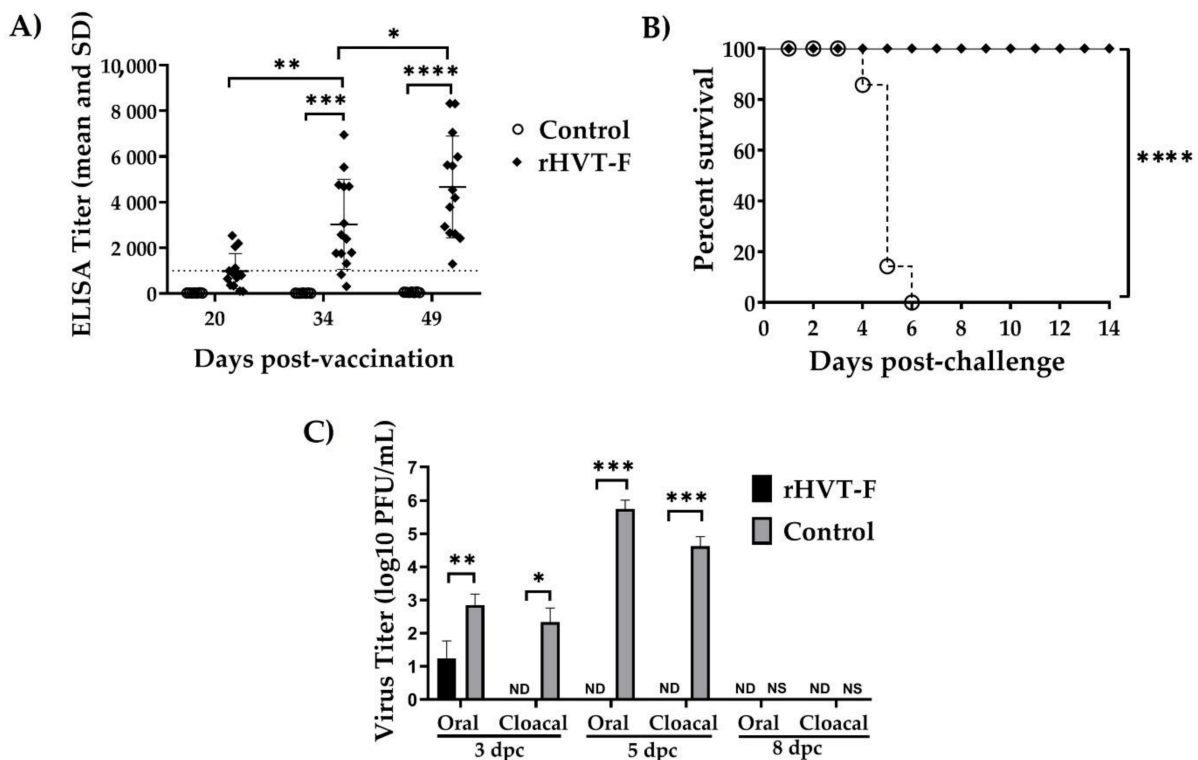 A)
ELISA Titer (mean and SD)
10,000
8 000
6 000
4 000
2 000
0
**
*
***
****
20 34 49
Days post-vaccination
Control
rHVT-F
B)
Percent survival
100
80
60
40
20
0
0 2 4 6 8 10 12 14
Days post-challenge
****
C)
Virus Titer (log10 PFU/mL)
7
6
5
4
3
2
1
0
**
*
***
***
ND ND ND ND NS ND NS
Oral Cloacal Oral Cloacal Oral Cloacal
3 dpc 5 dpc 8 dpc
rHVT-F
Control